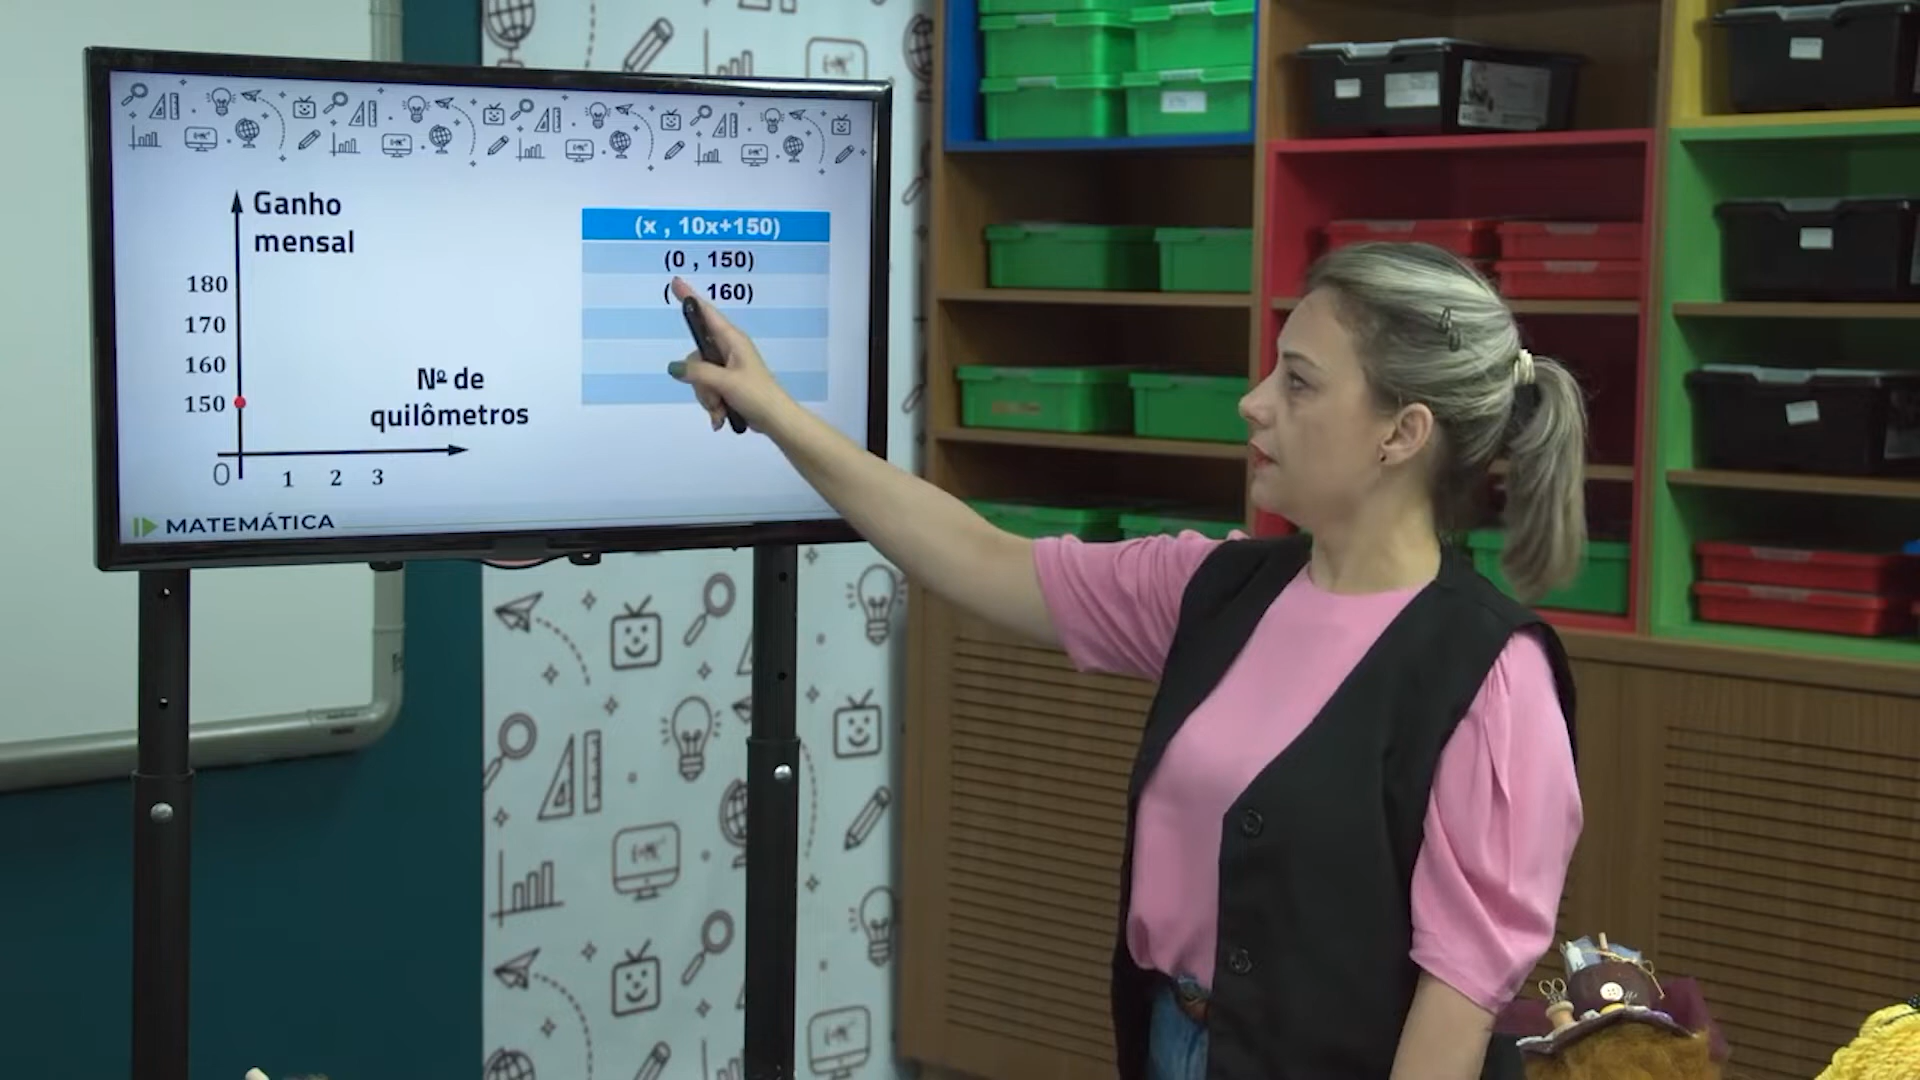 Ganho
mensal
180
170
160
150
Nº de
quilômetros
0
1 2 3
(x , 10x+150)
(0 , 150)
( , 160)
MATEMÁTICA